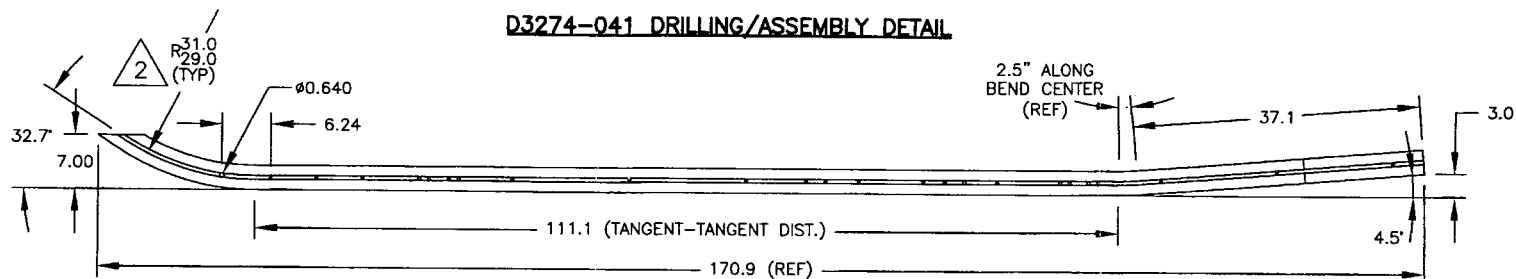 D3274-041 DRILLING/ASSEMBLY DETAIL
2
R31.0
29.0
(TYP)
Ø0.640
2.5" ALONG
BEND CENTER
(REF)
6.24
37.1
3.0
32.7°
7.00
111.1 (TANGENT-TANGENT DIST.)
4.5°
170.9 (REF)